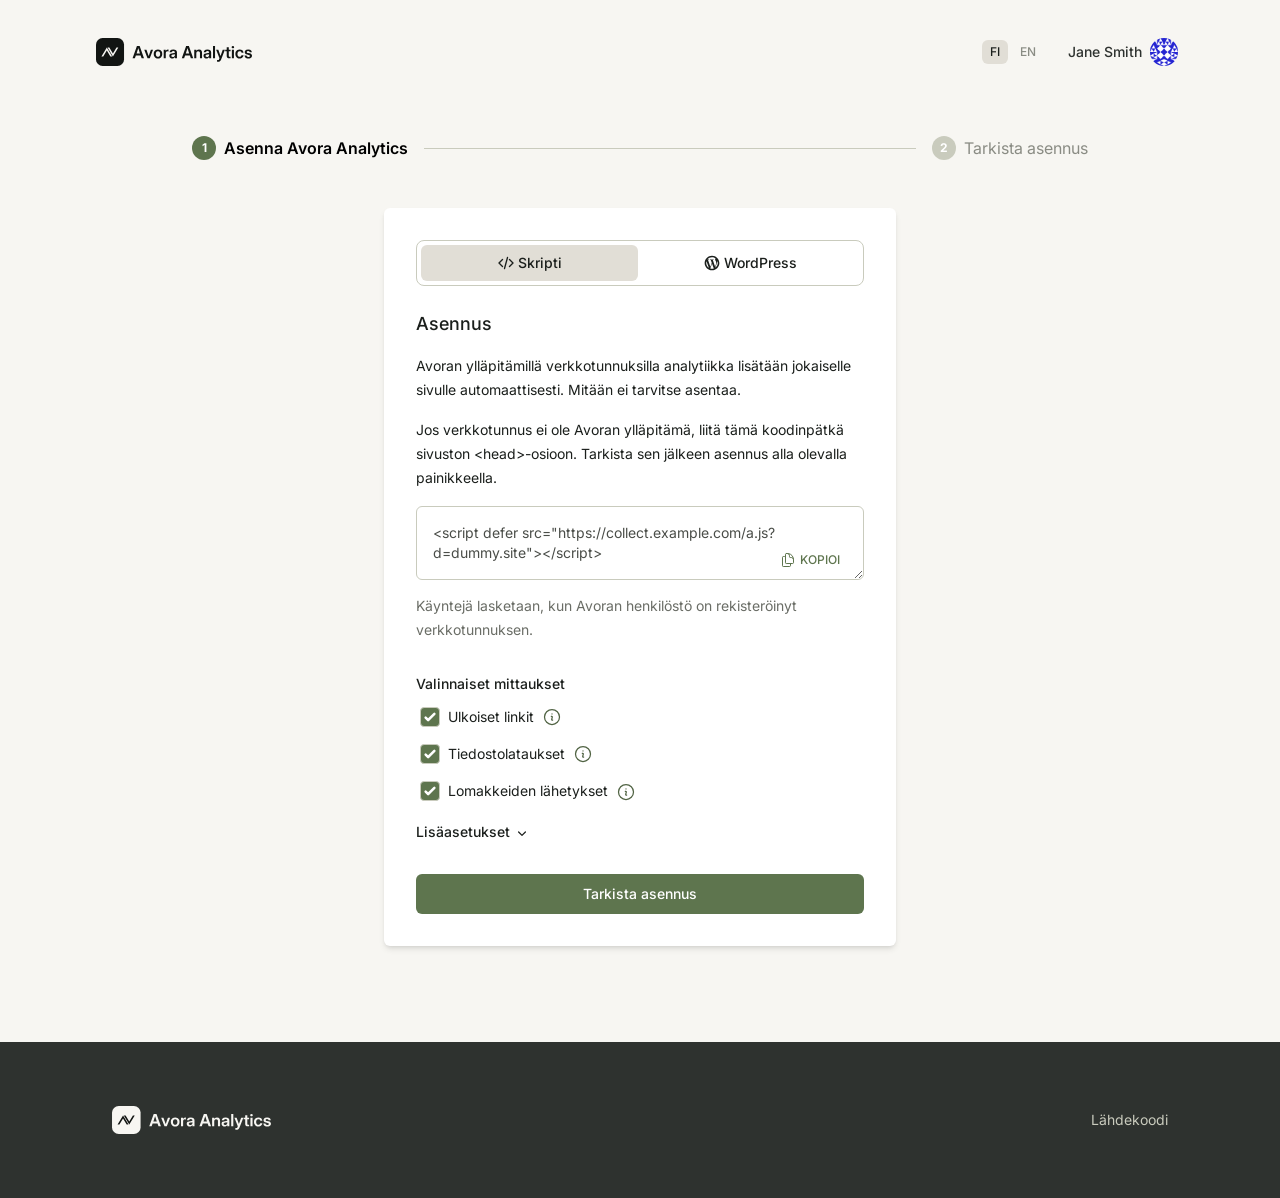 Avora Analytics
FI EN Jane Smith
1 Asenna Avora Analytics
2 Tarkista asennus
Skripti
WordPress
Asennus
Avoran ylläpitämillä verkkotunnuksilla analytiikka lisätään jokaiselle
sivulle automaattisesti. Mitään ei tarvitse asentaa.
Jos verkkotunnus ei ole Avoran ylläpitämä, liitä tämä koodinpätkä
sivuston <head>-osioon. Tarkista sen jälkeen asennus alla olevalla
painikkeella.
<script defer src="https://collect.example.com/a.js?
d=dummy.site"></script>
KOPIOI
Käyntejä lasketaan, kun Avoran henkilöstö on rekisteröinyt
verkkotunnuksen.
Valinnaiset mittaukset
Ulkoiset linkit
Tiedostolataukset
Lomakkeiden lähetykset
Lisäasetukset
Tarkista asennus
Avora Analytics
Lähdekoodi